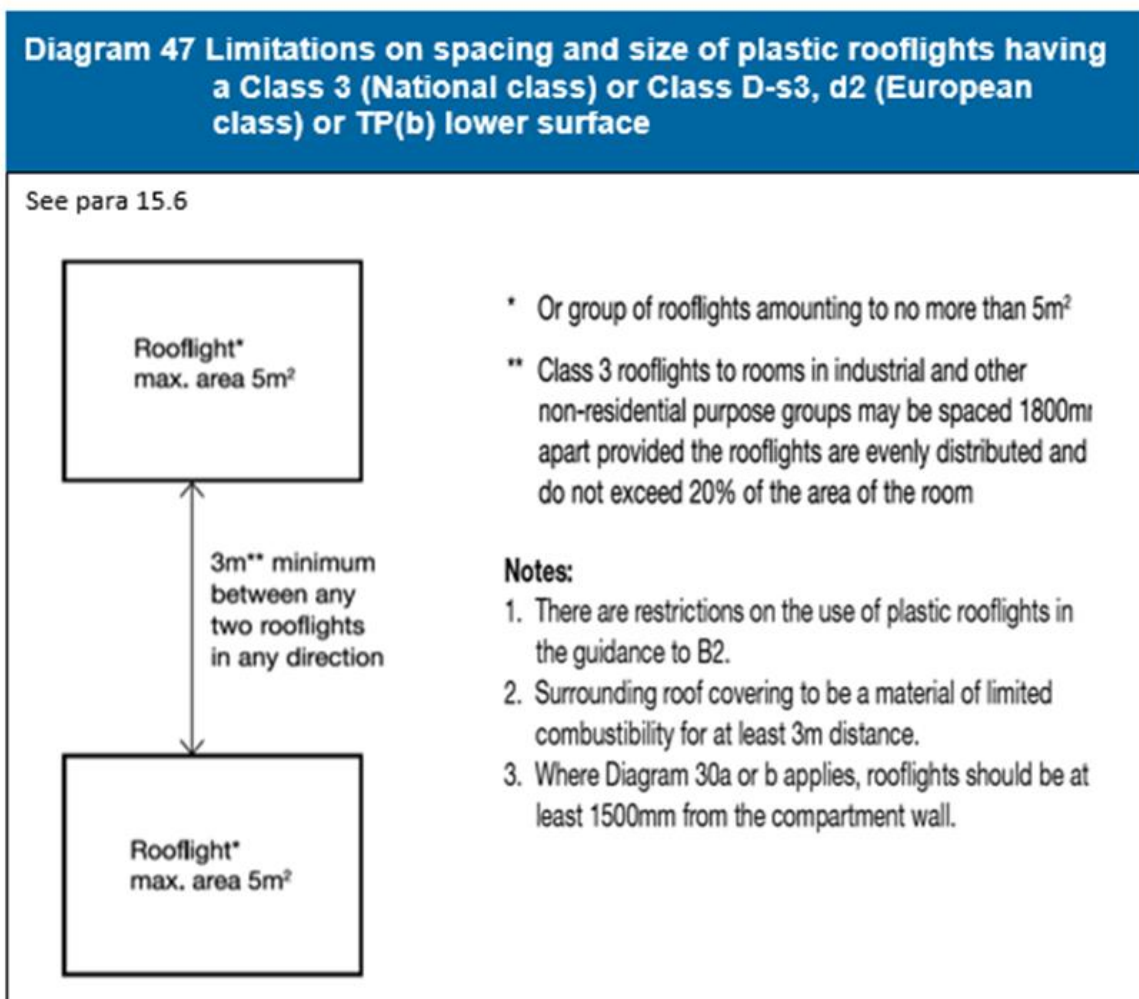 Diagram 47 Limitations on spacing and size of plastic rooflights having
a Class 3 (National class) or Class D-s3, d2 (European
class) or TP(b) lower surface
See para 15.6
Rooflight*
max. area 5m²
3m** minimum
between any
two rooflights
in any direction
Rooflight*
max. area 5m²
* Or group of rooflights amounting to no more than 5m²
** Class 3 rooflights to rooms in industrial and other
non-residential purpose groups may be spaced 1800m
apart provided the rooflights are evenly distributed and
do not exceed 20% of the area of the room
Notes:
1. There are restrictions on the use of plastic rooflights in
the guidance to B2.
2. Surrounding roof covering to be a material of limited
combustibility for at least 3m distance.
3. Where Diagram 30a or b applies, rooflights should be at
least 1500mm from the compartment wall.